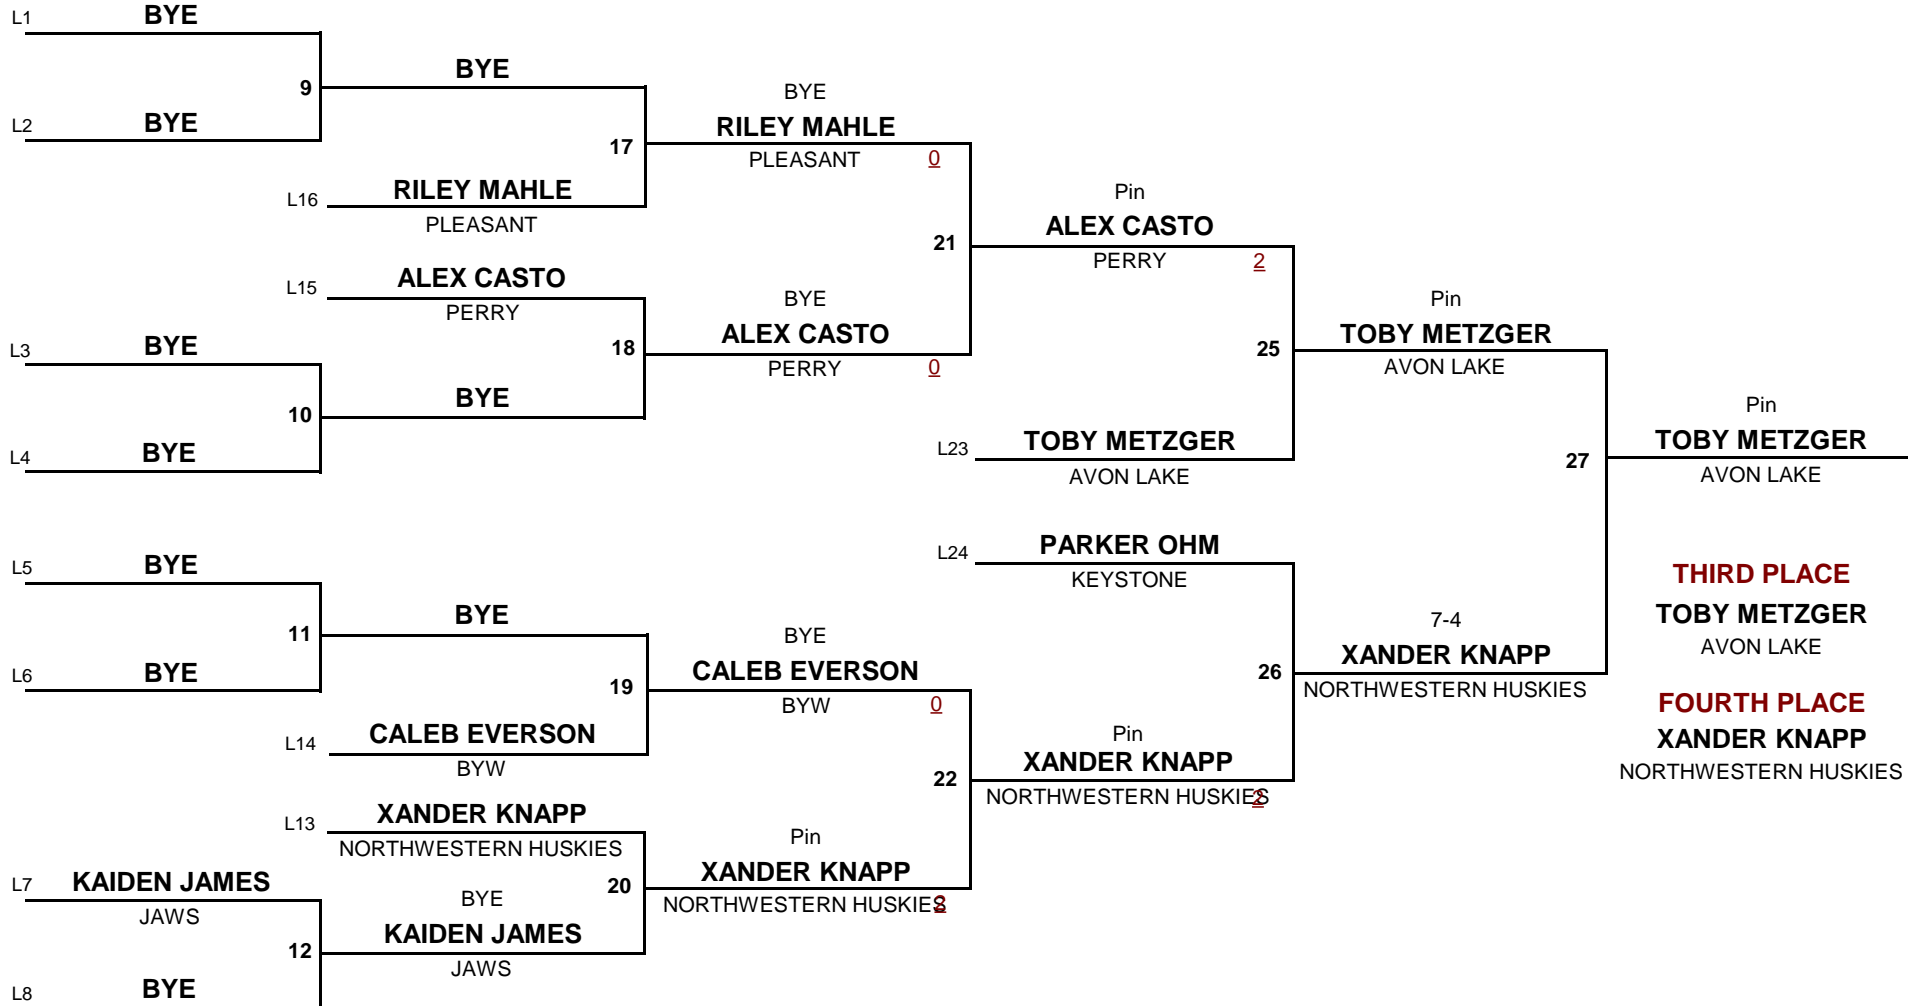 L1 BYE
9
BYE
L2 BYE
17
BYE
RILEY MAHLE
PLEASANT 0
L16 RILEY MAHLE
PLEASANT
21
Pin
ALEX CASTO
PERRY 2
L15 ALEX CASTO
PERRY
18
BYE
ALEX CASTO
PERRY 0
L3 BYE
10
BYE
L4 BYE
25
Pin
TOBY METZGER
AVON LAKE
L23 TOBY METZGER
AVON LAKE
27
Pin
TOBY METZGER
AVON LAKE
L24 PARKER OHM
KEYSTONE
26
7-4
XANDER KNAPP
NORTHWESTERN HUSKIES
L5 BYE
11
BYE
L6 BYE
19
BYE
CALEB EVERSON
BYW 0
L14 CALEB EVERSON
BYW
22
Pin
XANDER KNAPP
NORTHWESTERN HUSKIES 2
L13 XANDER KNAPP
NORTHWESTERN HUSKIES
20
Pin
XANDER KNAPP
NORTHWESTERN HUSKIES 2
L7 KAIDEN JAMES
JAWS
12
BYE
KAIDEN JAMES
JAWS
L8 BYE
THIRD PLACE
TOBY METZGER
AVON LAKE
FOURTH PLACE
XANDER KNAPP
NORTHWESTERN HUSKIES